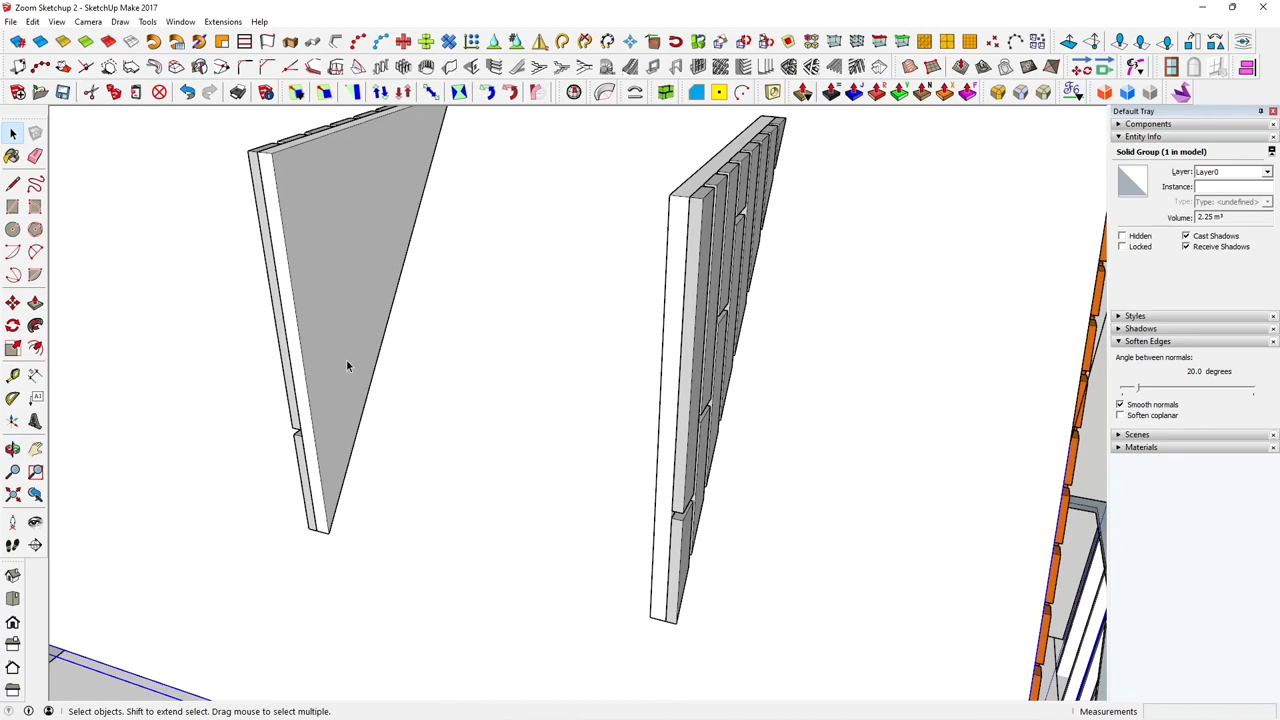 Zoom Sketchup 2 - SketchUp Make 2017
File Edit View Camera Draw Tools Window Extensions Help
Default Tray
Components
Entity Info
Solid Group (1 in model)
Layer: Layer0
Instance:
Type: Type: <undefined>
Volume: 2.25 m³
Hidden Cast Shadows
Locked Receive Shadows
Styles
Shadows
Soften Edges
Angle between normals:
20.0 degrees
Smooth normals
Soften coplanar
Scenes
Materials
Select objects. Shift to extend select. Drag mouse to select multiple.
Measurements